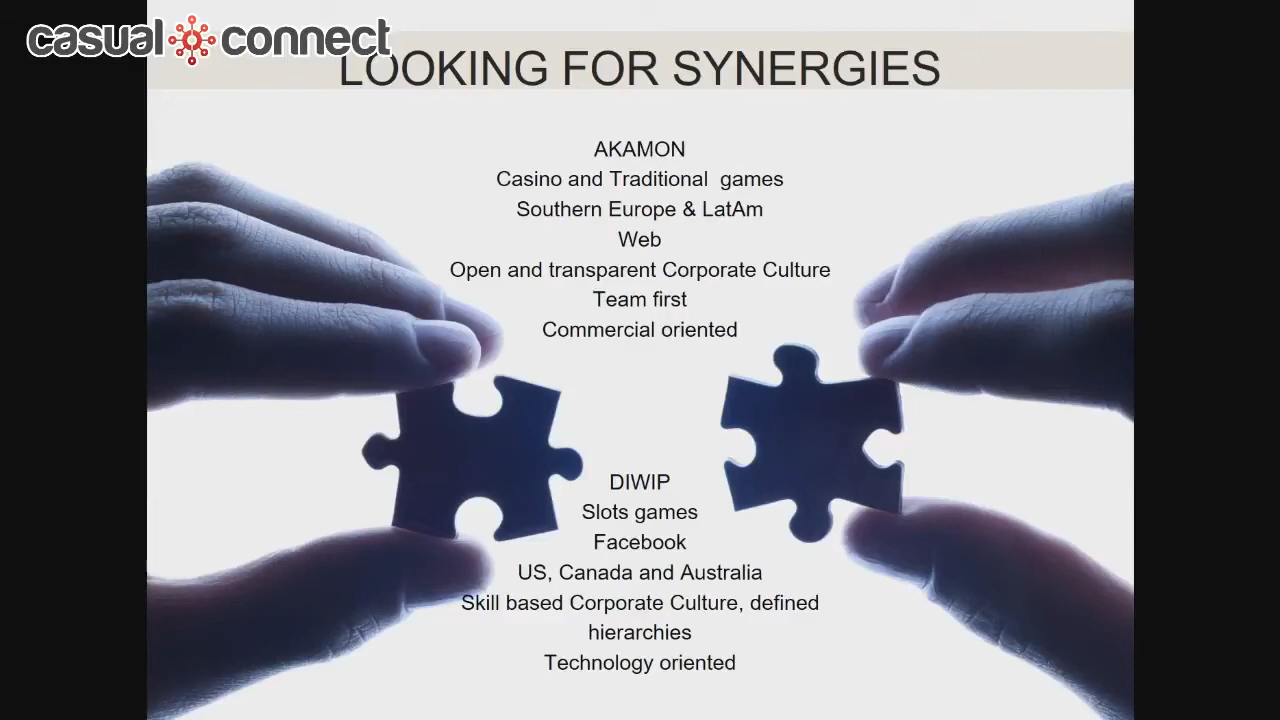 casual connect
LOOKING FOR SYNERGIES
AKAMON
Casino and Traditional games
Southern Europe & LatAm
Web
Open and transparent Corporate Culture
Team first
Commercial oriented
DIWIP
Slots games
Facebook
US, Canada and Australia
Skill based Corporate Culture, defined
hierarchies
Technology oriented